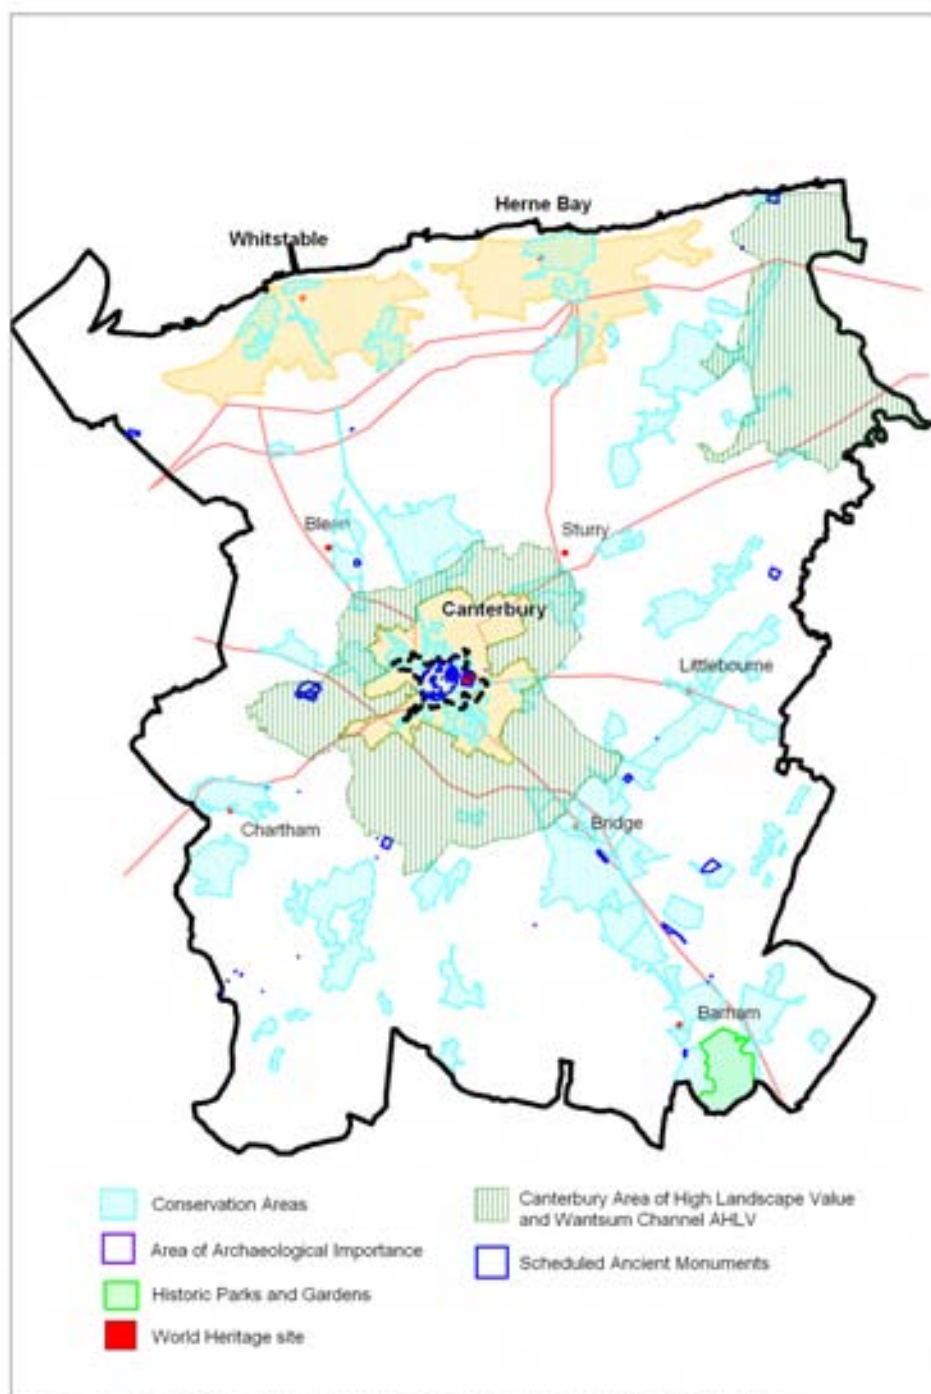 Herne Bay
Whitstable
Blean
Sturry
Canterbury
Littlebourne
Chartham
Bridge
Barham
Conservation Areas
Area of Archaeological Importance
Historic Parks and Gardens
World Heritage site
Canterbury Area of High Landscape Value
and Wantsum Channel AHLV
Scheduled Ancient Monuments